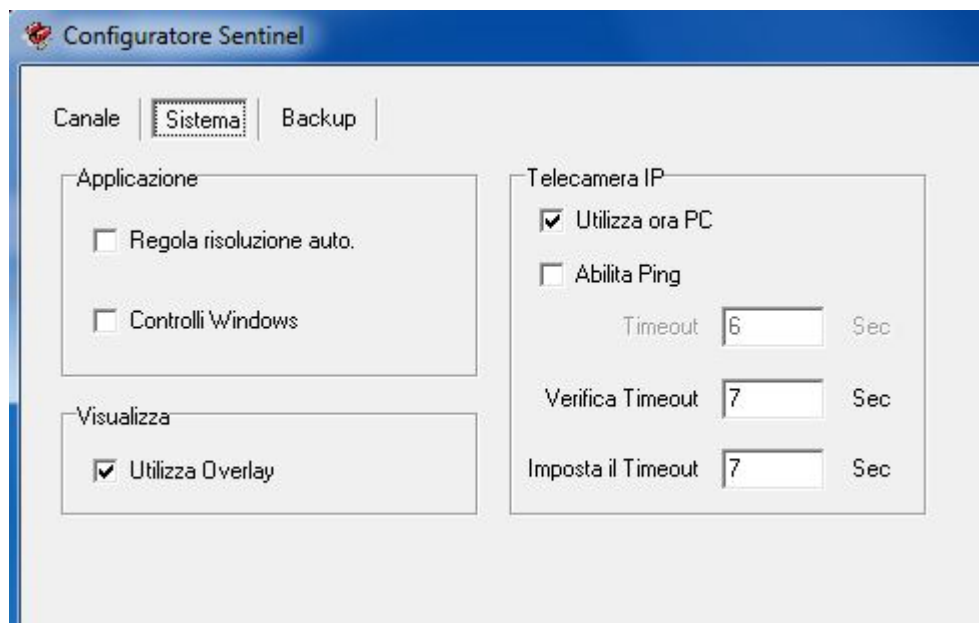 Configuratore Sentinel
Canale Sistema Backup
Applicazione
Regola risoluzione auto.
Controlli Windows
Visualizza
Utilizza Overlay
Telecamera IP
Utilizza ora PC
Abilita Ping
Timeout 6 Sec
Verifica Timeout 7 Sec
Imposta il Timeout 7 Sec